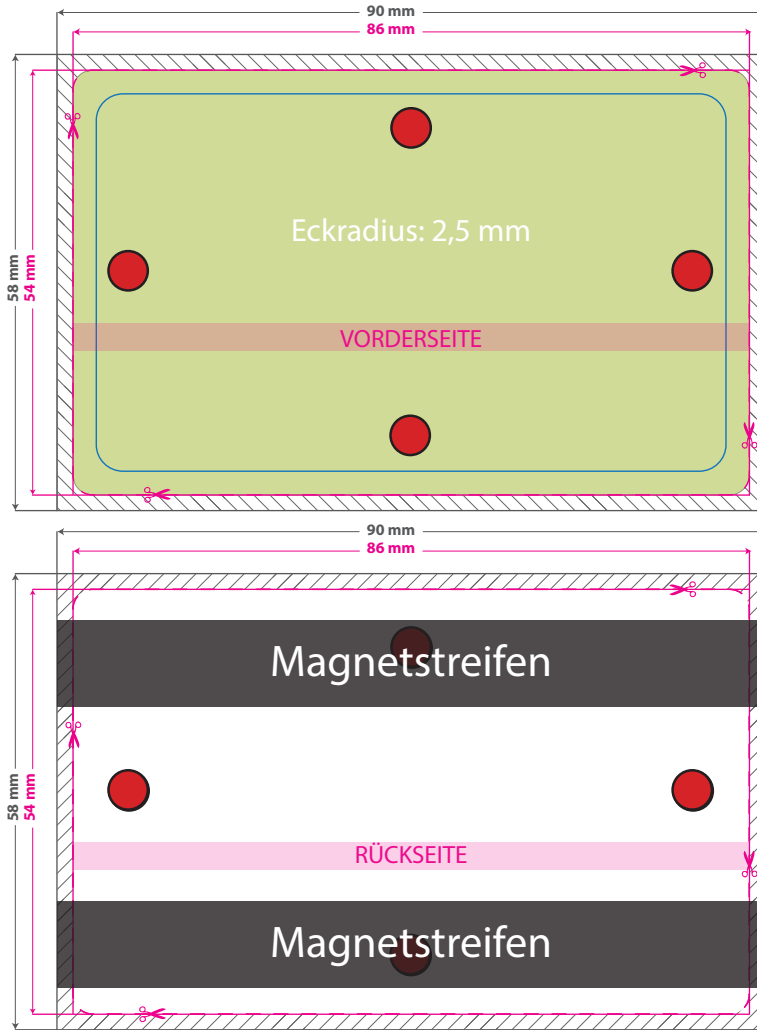 90 mm
86 mm
58 mm
54 mm
Eckradius: 2,5 mm
VORDERSEITE
90 mm
86 mm
58 mm
54 mm
Magnetstreifen
RÜCKSEITE
Magnetstreifen